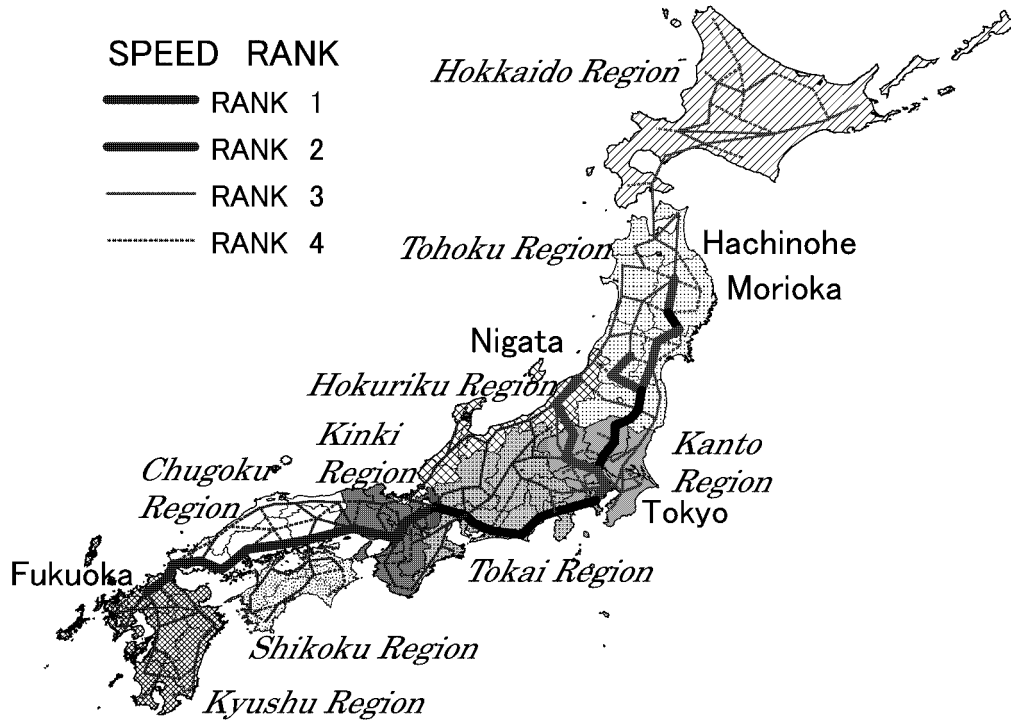 SPEED RANK
RANK 1
RANK 2
RANK 3
RANK 4
Hokkaido Region
Tohoku Region
Hachinohe
Morioka
Nigata
Hokuriku Region
Kinki
Region
Kanto
Region
Chugoku
Region
Tokyo
Fukuoka
Tokai Region
Shikoku Region
Kyushu Region